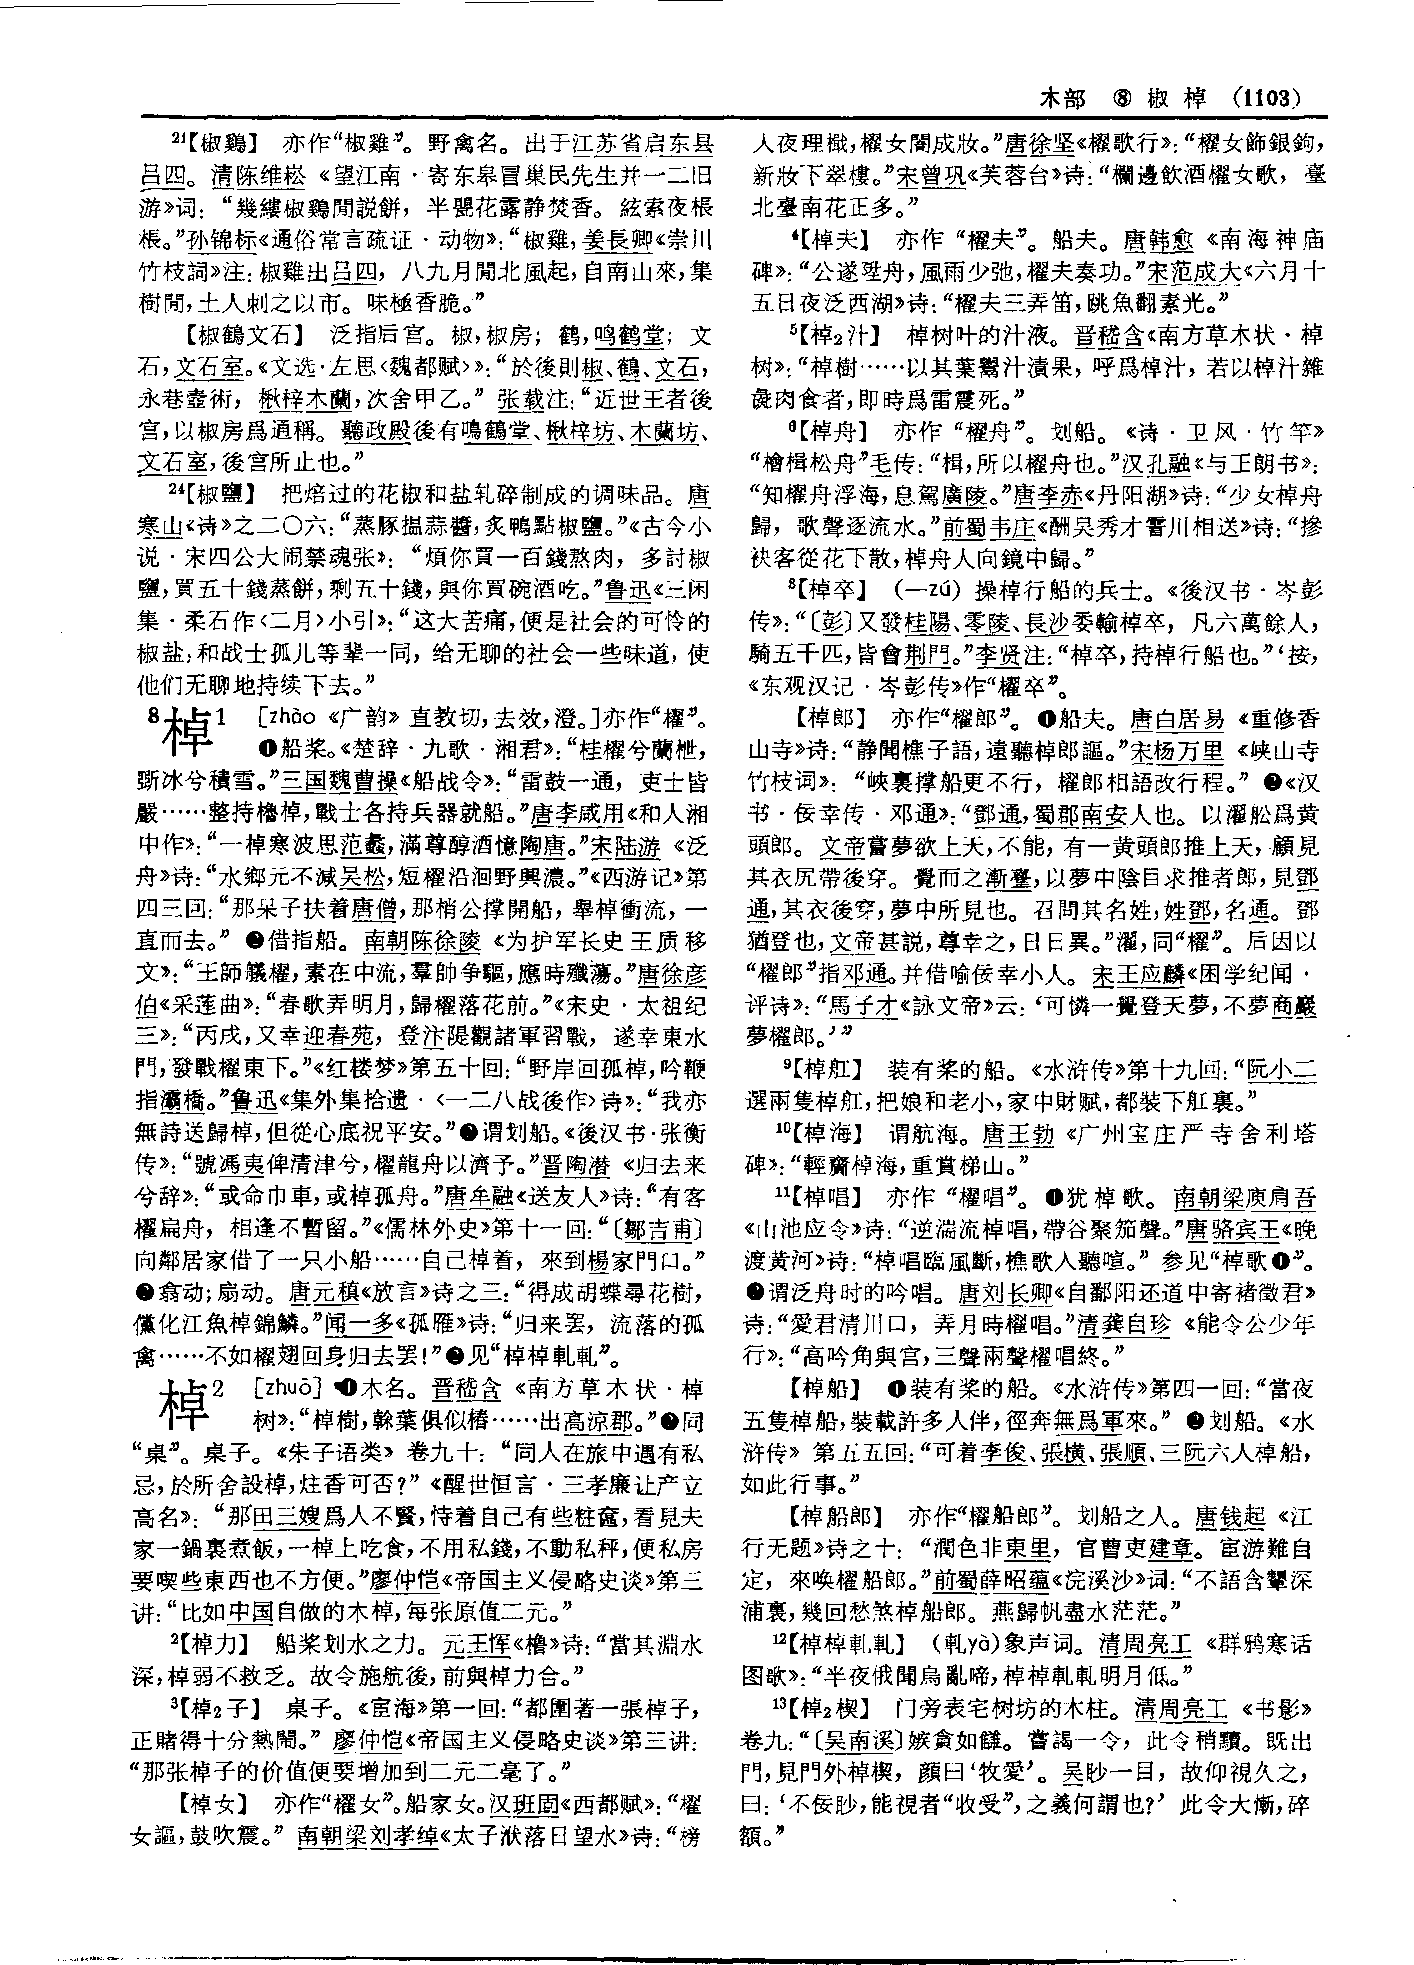 木部 ⑧ 椒 棹 (1103)
²¹【椒鷄】 亦作“椒雞”。野禽名。出于江苏省启东县
吕四。清陈维崧《望江南·寄东皋冒巢民先生并一二旧
游》词：“幾縷椒鷄閒説餅，半甖花露静焚香。絃索夜棖
棖。”孙锦标《通俗常言疏证·动物》：“椒雞，姜長卿《崇川
竹枝詞》注：椒雞出吕四，八九月間北風起，自南山來，集
樹間，土人刺之以市。味極香脆。”
【椒鶴文石】 泛指后宫。椒，椒房；鹤，鸣鹤堂；文
石，文石室。《文选·左思〈魏都赋〉》：“於後則椒、鶴、文石，
永巷壼術，楸梓木蘭，次舍甲乙。”张载注：“近世王者後
宫，以椒房爲通稱。聽政殿後有鳴鶴堂、楸梓坊、木蘭坊、
文石室，後宫所止也。”
²⁴【椒鹽】 把焙过的花椒和盐轧碎制成的调味品。唐
寒山《诗》之二〇六：“蒸豚搵蒜醬，炙鴨點椒鹽。”《古今小
说·宋四公大闹禁魂张》：“煩你買一百錢熬肉，多討椒
鹽，買五十錢蒸餅，剩五十錢，與你買碗酒吃。”鲁迅《三闲
集·柔石作〈二月〉小引》：“这大苦痛，便是社会的可怜的
椒盐；和战士孤儿等辈一同，给无聊的社会一些味道，使
他们无聊地持续下去。”
⁸棹1 [zhào《广韵》直教切，去效，澄。]亦作“櫂”。
❶船桨。《楚辞·九歌·湘君》：“桂櫂兮蘭枻，
斲冰兮積雪。”三国魏曹操《船战令》：“雷鼓一通，吏士皆
嚴……整持櫓棹，戰士各持兵器就船。”唐李咸用《和人湘
中作》：“一棹寒波思范蠡，滿尊醇酒憶陶唐。”宋陆游《泛
舟》诗：“水鄉元不減吴松，短櫂沿洄野興濃。”《西游记》第
四三回：“那呆子扶着唐僧，那梢公撑開船，舉棹衝流，一
直而去。”❷借指船。南朝陈徐陵《为护军长史王质移
文》：“王師艤櫂，素在中流，羣帥争驅，應時殲蕩。”唐徐彦
伯《采莲曲》：“春歌弄明月，歸櫂落花前。”《宋史·太祖纪
三》：“丙戌，又幸迎春苑，登汴隄觀諸軍習戰，遂幸東水
門，發戰櫂東下。”《红楼梦》第五十回：“野岸回孤棹，吟鞭
指灞橋。”鲁迅《集外集拾遗·〈一二八战後作〉诗》：“我亦
無詩送歸棹，但從心底祝平安。”❸谓划船。《後汉书·张衡
传》：“號馮夷俾清津兮，櫂龍舟以濟予。”晋陶潜《归去来
兮辞》：“或命巾車，或棹孤舟。”唐牟融《送友人》诗：“有客
櫂扁舟，相逢不暫留。”《儒林外史》第十一回：“〔鄒吉甫〕
向鄰居家借了一只小船……自己棹着，來到楊家門口。”
❹翕动；扇动。唐元稹《放言》诗之三：“得成蝴蝶尋花樹，
儻化江魚棹錦鱗。”闻一多《孤雁》诗：“归来罢，流落的孤
禽……不如櫂翅回身归去罢！”❺见“棹棹軋軋”。
棹2 [zhuō]❶木名。晋嵇含《南方草木状·棹
树》：“棹樹，榦葉俱似椿……出高涼郡。”❷同
“桌”。桌子。《朱子语类》卷九十：“同人在旅中遇有私
忌，於所舍設棹，炷香可否？”《醒世恒言·三孝廉让产立
高名》：“那田三嫂爲人不賢，恃着自己有些粧奩，看見夫
家一鍋裏煮飯，一棹上吃食，不用私錢，不動私秤，便私房
要喫些東西也不方便。”廖仲恺《帝国主义侵略史谈》第三
讲：“比如中国自做的木棹，每张原值二元。”
²【棹力】 船桨划水之力。元王恽《櫓》诗：“當其淵水
深，棹弱不救乏。故令施航後，前與棹力合。”
³【棹₂子】 桌子。《宦海》第一回：“都圍著一張棹子，
正賭得十分熱鬧。”廖仲恺《帝国主义侵略史谈》第三讲：
“那张棹子的价值便要增加到二元二毫了。”
【棹女】 亦作“櫂女”。船家女。汉班固《西都赋》：“櫂
女謳，鼓吹震。”南朝梁刘孝绰《太子洑落日望水》诗：“榜
人夜理檝，櫂女闇成妝。”唐徐坚《櫂歌行》：“櫂女飾銀鉤，
新妝下翠樓。”宋曾巩《芙蓉台》诗：“欄邊飲酒櫂女歌，臺
北臺南花正多。”
⁴【棹夫】 亦作“櫂夫”。船夫。唐韩愈《南海神庙
碑》：“公遂陞舟，風雨少弛，櫂夫奏功。”宋范成大《六月十
五日夜泛西湖》诗：“櫂夫三弄笛，跳魚翻素光。”
⁵【棹₂汁】 棹树叶的汁液。晋嵇含《南方草木状·棹
树》：“棹樹……以其葉鬻汁漬果，呼爲棹汁，若以棹汁雜
彘肉食者，即時爲雷震死。”
⁶【棹舟】 亦作“櫂舟”。划船。《诗·卫风·竹竿》
“檜楫松舟”毛传：“楫，所以櫂舟也。”汉孔融《与王朗书》：
“知櫂舟浮海，息駕廣陵。”唐李赤《丹阳湖》诗：“少女棹舟
歸，歌聲逐流水。”前蜀韦庄《酬吴秀才霅川相送》诗：“摻
袂客從花下散，棹舟人向鏡中歸。”
⁸【棹卒】 （—zú）操棹行船的兵士。《後汉书·岑彭
传》：“〔彭〕又發桂陽、零陵、長沙委輸棹卒，凡六萬餘人，
騎五千匹，皆會荆門。”李贤注：“棹卒，持棹行船也。”按，
《东观汉记·岑彭传》作“櫂卒”。
【棹郎】 亦作“櫂郎”。❶船夫。唐白居易《重修香
山寺》诗：“静聞樵子語，遠聽棹郎謳。”宋杨万里《峡山寺
竹枝词》：“峽裏撑船更不行，櫂郎相語改行程。”❷《汉
书·佞幸传·邓通》：“鄧通，蜀郡南安人也。以濯舩爲黄
頭郎。文帝嘗夢欲上天，不能，有一黄頭郎推上天，顧見
其衣尻帶後穿。覺而之漸臺，以夢中陰目求推者郎，見鄧
通，其衣後穿，夢中所見也。召問其名姓，姓鄧，名通。鄧
猶登也，文帝甚説，尊幸之，日日異。”濯，同“櫂”。后因以
“櫂郎”指邓通。并借喻佞幸小人。宋王应麟《困学纪闻·
评诗》：“馬子才《詠文帝》云：‘可憐一覺登天夢，不夢商巖
夢櫂郎。’”
⁹【棹舡】 装有桨的船。《水浒传》第十九回：“阮小二
選兩隻棹舡，把娘和老小，家中財賦，都装下舡裏。”
¹⁰【棹海】 谓航海。唐王勃《广州宝庄严寺舍利塔
碑》：“輕齎棹海，重賞梯山。”
¹¹【棹唱】 亦作“櫂唱”。❶犹棹歌。南朝梁庾肩吾
《山池应令》诗：“逆湍流棹唱，帶谷聚笳聲。”唐骆宾王《晚
渡黄河》诗：“棹唱臨風斷，樵歌人聽喧。”参见“棹歌❶”。
❷谓泛舟时的吟唱。唐刘长卿《自鄱阳还道中寄褚徵君》
诗：“愛君清川口，弄月時櫂唱。”清龚自珍《能令公少年
行》：“高吟角與宫，三聲兩聲櫂唱終。”
【棹船】 ❶装有桨的船。《水浒传》第四一回：“當夜
五隻棹船，裝載許多人伴，徑奔無爲軍來。”❷划船。《水
浒传》第五五回：“可着李俊、張横、張順、三阮六人棹船，
如此行事。”
【棹船郎】 亦作“櫂船郎”。划船之人。唐钱起《江
行无题》诗之十：“潤色非東里，官曹吏建章。宦游難自
定，來唤櫂船郎。”前蜀薛昭蕴《浣溪沙》词：“不語含顰深
浦裏，幾回愁煞棹船郎。燕歸帆盡水茫茫。”
¹²【棹棹軋軋】（軋yà）象声词。清周亮工《群鸦寒话
图歌》：“半夜俄聞烏亂啼，棹棹軋軋明月低。”
¹³【棹₂楔】 门旁表宅树坊的木柱。清周亮工《书影》
卷九：“〔吴南溪〕嫉貪如讎。嘗謁一令，此令稍黷。既出
門，見門外棹楔，顔曰‘牧愛’。吴眇一目，故仰視久之，
曰：‘不佞眇，能視者“收受”，之義何謂也？’此令大慚，碎
額。”